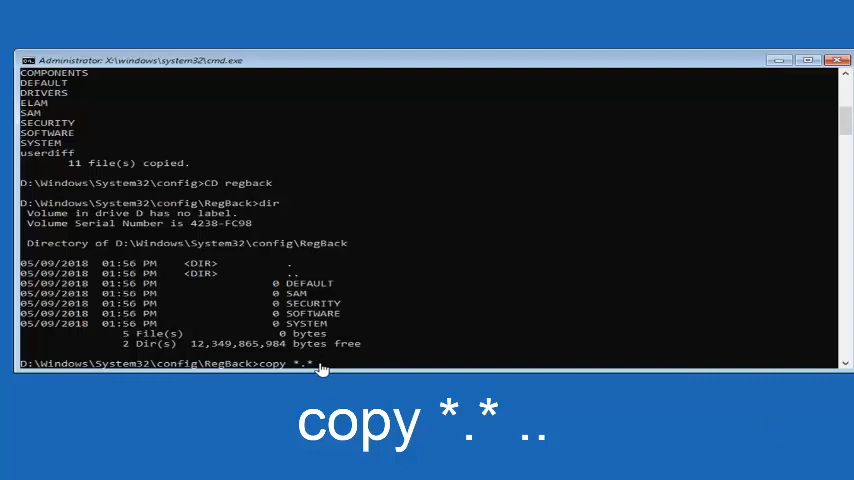 Administrator: X:\windows\system32\cmd.exe
COMPONENTS
DEFAULT
DRIVERS
ELAM
SAM
SECURITY
SOFTWARE
SYSTEM
userdiff
11 file(s) copied.
D:\Windows\System32\config>CD regback
D:\Windows\System32\config\RegBack>dir
Volume in drive D has no label.
Volume Serial Number is 4238-FC98
Directory of D:\Windows\System32\config\RegBack
05/09/2018 01:56 PM <DIR> .
05/09/2018 01:56 PM <DIR> ..
05/09/2018 01:56 PM 0 DEFAULT
05/09/2018 01:56 PM 0 SAM
05/09/2018 01:56 PM 0 SECURITY
05/09/2018 01:56 PM 0 SOFTWARE
05/09/2018 01:56 PM 0 SYSTEM
5 File(s) 0 bytes
2 Dir(s) 12,349,865,984 bytes free
D:\Windows\System32\config\RegBack>copy *.*
copy *.* ..